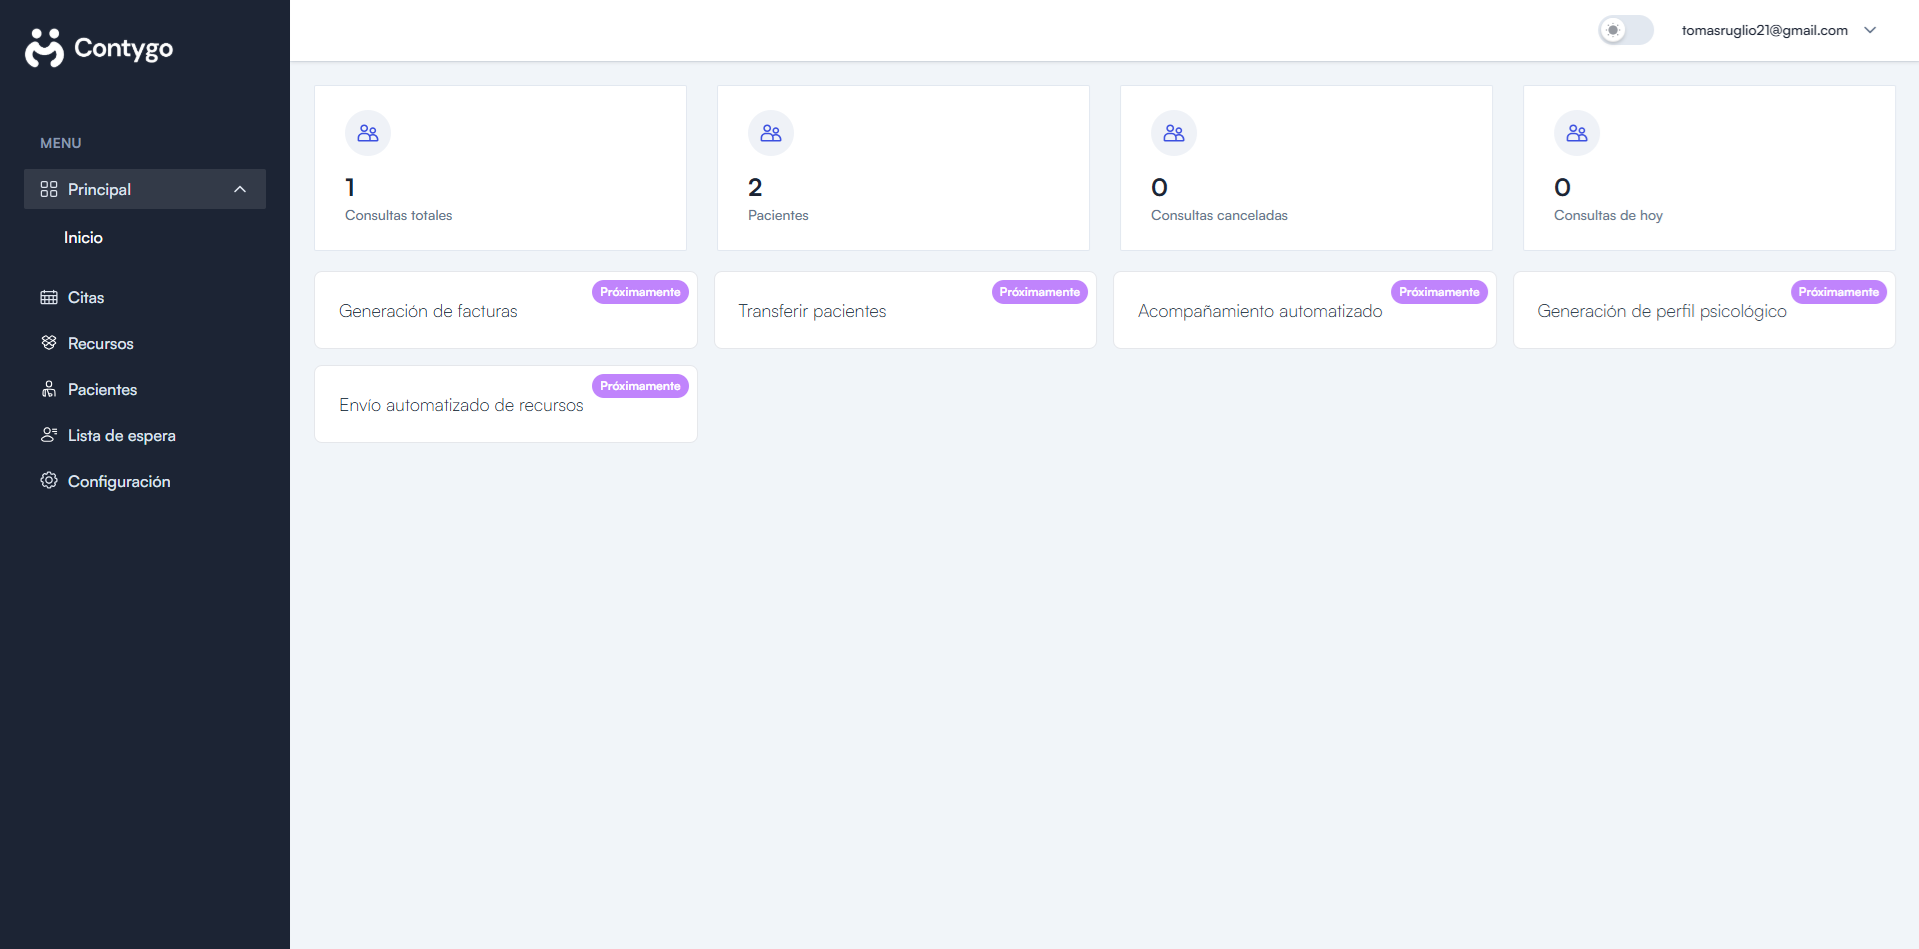 Contygo
tomasruglio21@gmail.com
MENU
Principal
Inicio
Citas
Recursos
Pacientes
Lista de espera
Configuración
1
Consultas totales
2
Pacientes
0
Consultas canceladas
0
Consultas de hoy
Próximamente
Generación de facturas
Próximamente
Transferir pacientes
Próximamente
Acompañamiento automatizado
Próximamente
Generación de perfil psicológico
Próximamente
Envío automatizado de recursos